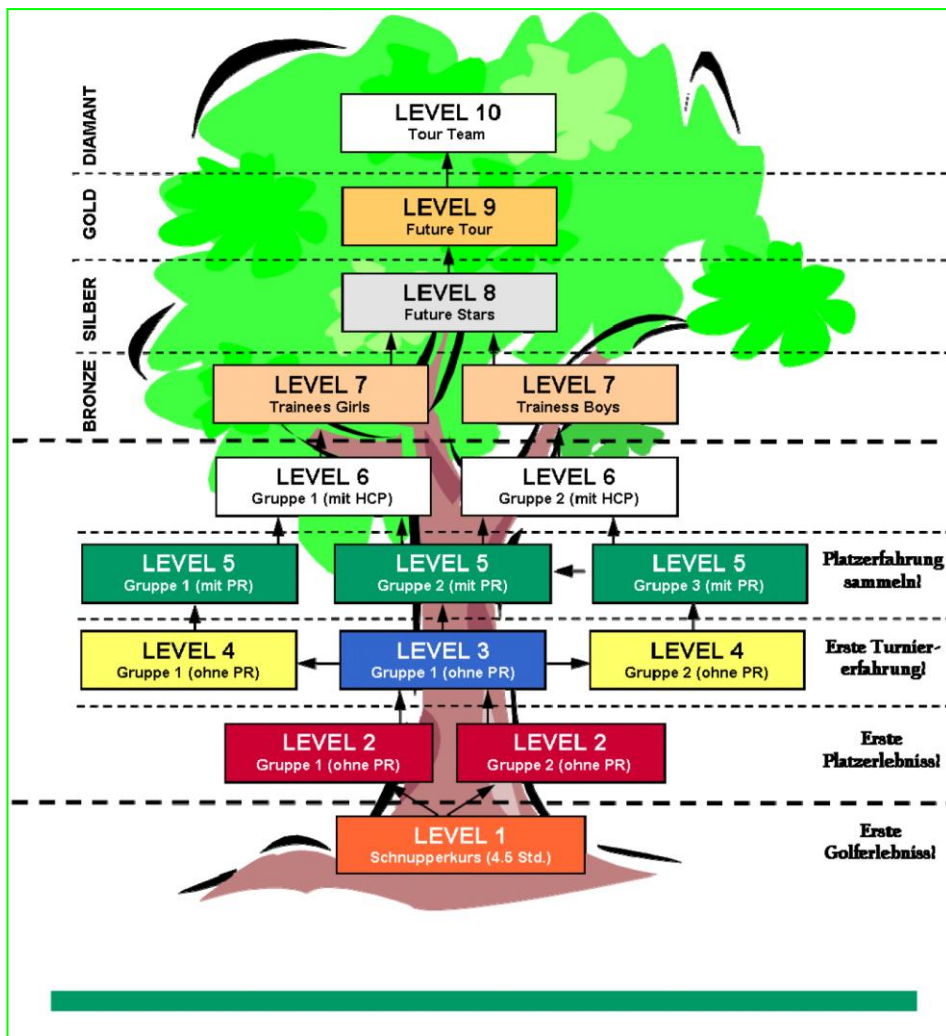 DIAMANT
LEVEL 10
Tour Team
GOLD
LEVEL 9
Future Tour
SILBER
LEVEL 8
Future Stars
BRONZE
LEVEL 7
Trainees Girls
LEVEL 7
Trainess Boys
LEVEL 6
Gruppe 1 (mit HCP)
LEVEL 6
Gruppe 2 (mit HCP)
LEVEL 5
Gruppe 1 (mit PR)
LEVEL 5
Gruppe 2 (mit PR)
LEVEL 5
Gruppe 3 (mit PR)
Platzerfahrung
sammeln!
LEVEL 4
Gruppe 1 (ohne PR)
LEVEL 3
Gruppe 1 (ohne PR)
LEVEL 4
Gruppe 2 (ohne PR)
Erste Turnier-
erfahrung!
LEVEL 2
Gruppe 1 (ohne PR)
LEVEL 2
Gruppe 2 (ohne PR)
Erste
Platzerlebniss!
LEVEL 1
Schnupperkurs (4.5 Std.)
Erste
Golferlebniss!